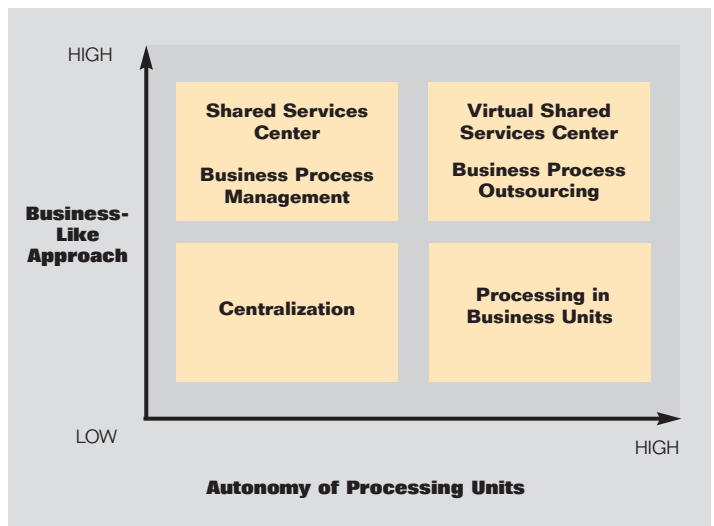 HIGH
Shared Services
Center
Business Process
Management
Virtual Shared
Services Center
Business Process
Outsourcing
Business-
Like
Approach
Centralization
Processing in
Business Units
LOW
HIGH
Autonomy of Processing Units